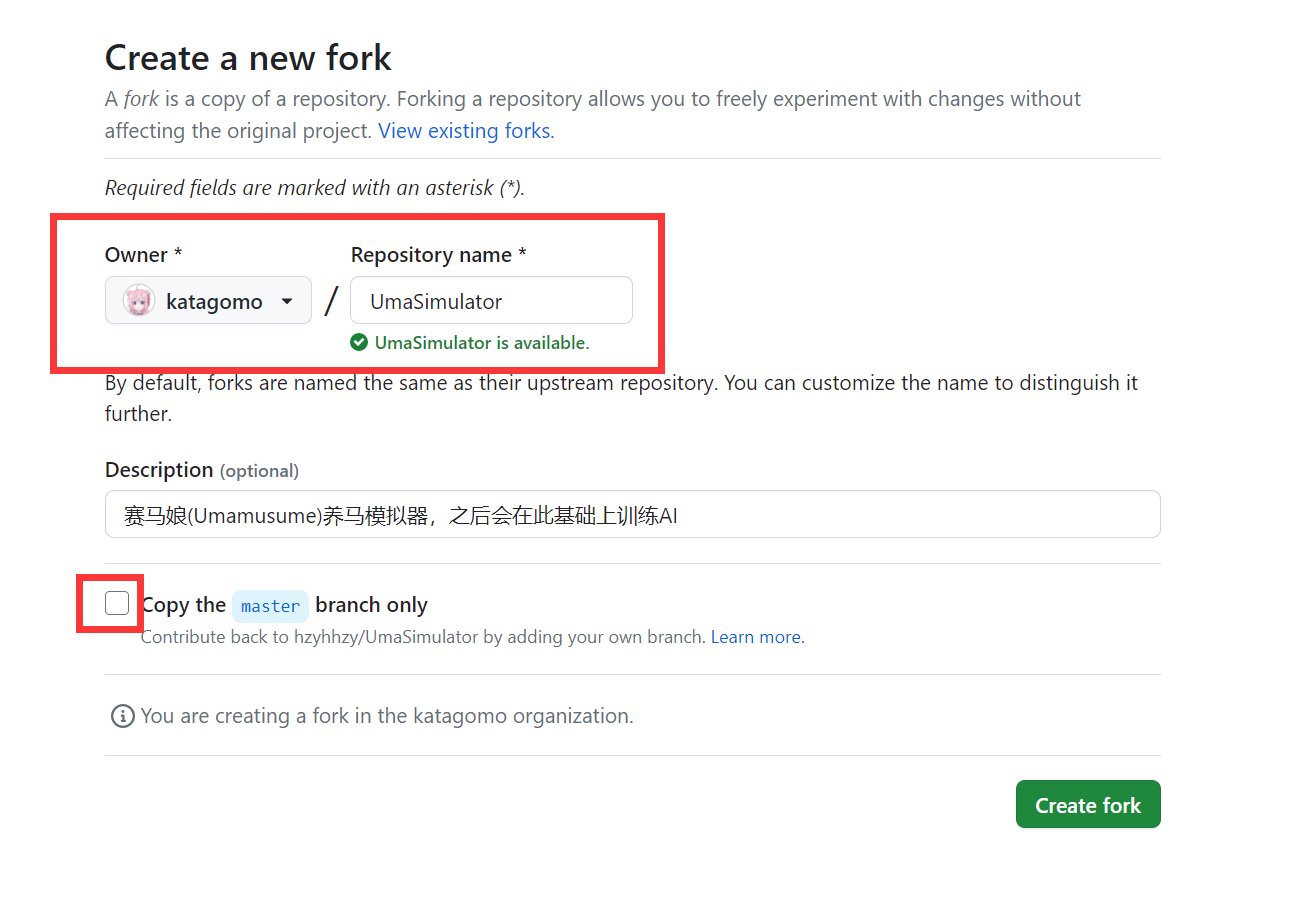 Create a new fork
A fork is a copy of a repository. Forking a repository allows you to freely experiment with changes without
affecting the original project. View existing forks.
Required fields are marked with an asterisk (*).
Owner * Repository name *
katagomo / UmaSimulator
UmaSimulator is available.
By default, forks are named the same as their upstream repository. You can customize the name to distinguish it
further.
Description (optional)
赛马娘(Umamusume)养马模拟器，之后会在此基础上训练AI
Copy the master branch only
Contribute back to hzyhhzy/UmaSimulator by adding your own branch. Learn more.
You are creating a fork in the katagomo organization.
Create fork